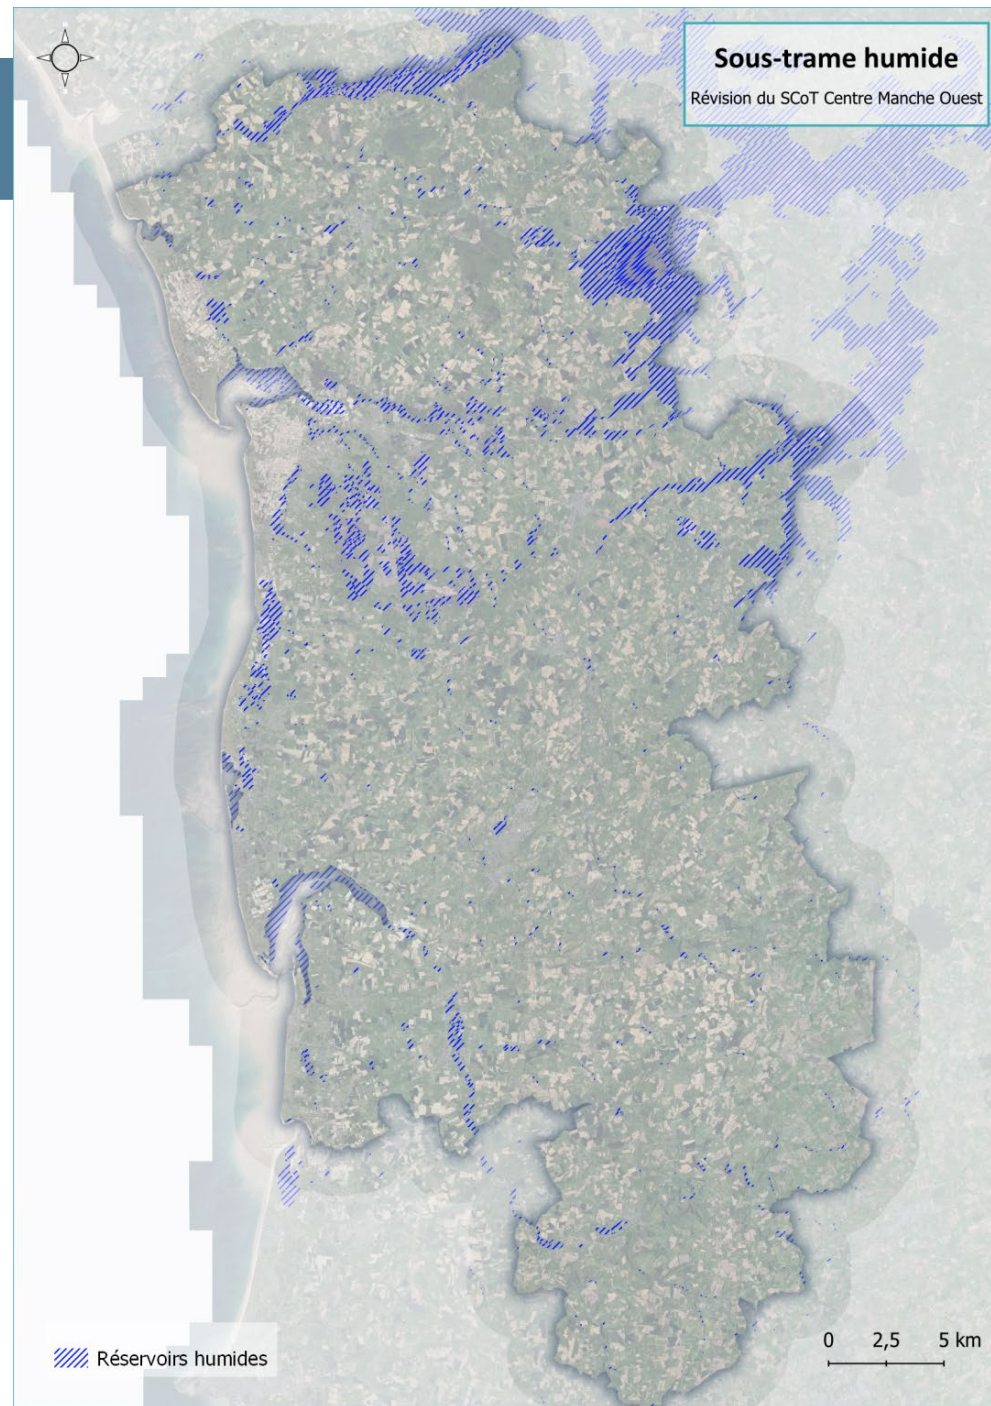 Sous-trame humide
Révision du SCoT Centre Manche Ouest
Réservoirs humides
0 2,5 5 km